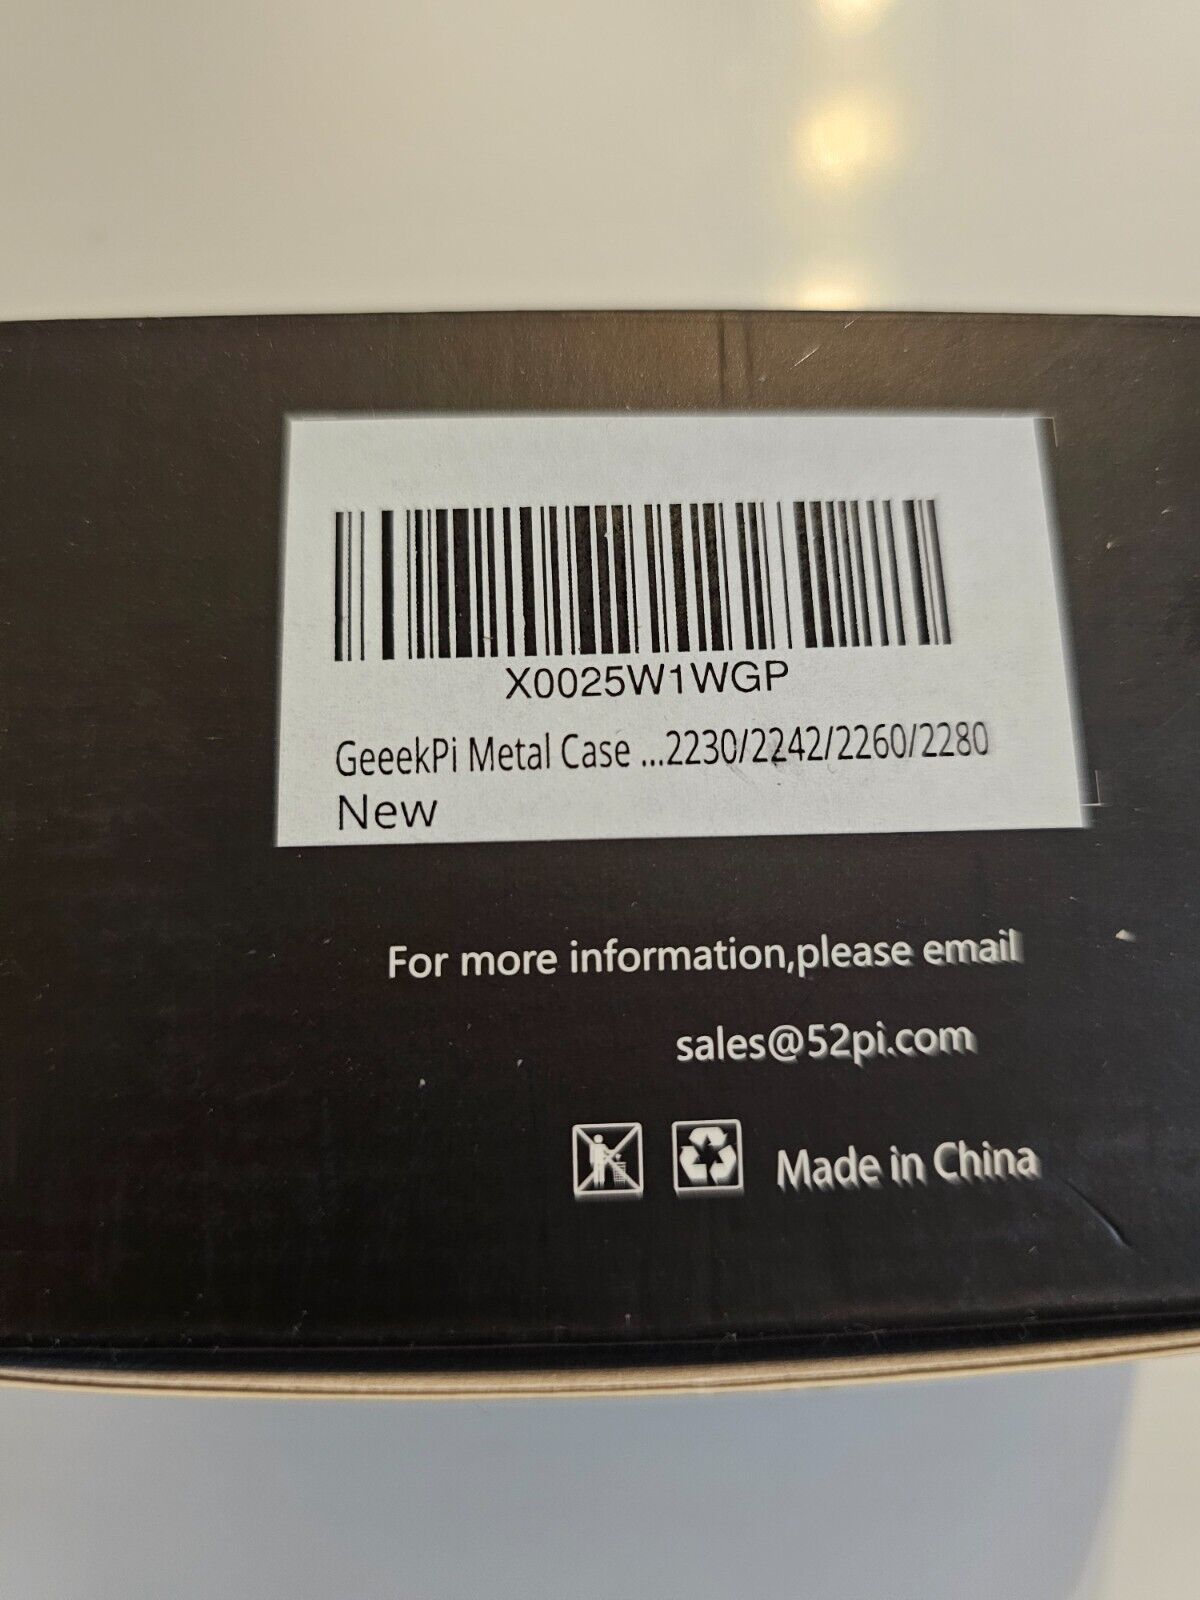 X0025W1WGP
GeeekPi Metal Case ...2230/2242/2260/2280
New
For more information,please email
sales@52pi.com
Made in China